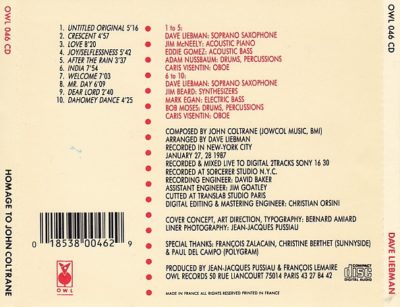 OWL 046 CD
HOMAGE TO JOHN COLTRANE
1. UNTITLED ORIGINAL 5'16
2. CRESCENT 4'57
3. LOVE 8'20
4. JOY/SELFLESSNESS 5'42
5. AFTER THE RAIN 3'37
6. INDIA 7'54
7. WELCOME 7'03
8. MR. DAY 6'09
9. DEAR LORD 2'40
10. DAHOMEY DANCE 4'25
1 to 5:
DAVE LIEBMAN: SOPRANO SAXOPHONE
JIM McNEELY: ACOUSTIC PIANO
EDDIE GOMEZ: ACOUSTIC BASS
ADAM NUSSBAUM: DRUMS, PERCUSSIONS
CARIS VISENTIN: OBOE
6 to 10:
DAVE LIEBMAN: SOPRANO SAXOPHONE
JIM BEARD: SYNTHESIZERS
MARK EGAN: ELECTRIC BASS
BOB MOSES: DRUMS, PERCUSSIONS
CARIS VISENTIN: OBOE
COMPOSED BY JOHN COLTRANE (JOWCOL MUSIC, BMI)
ARRANGED BY DAVE LIEBMAN
RECORDED IN NEW-YORK CITY
JANUARY 27, 28 1987
RECORDED & MIXED LIVE TO DIGITAL 2TRACKS SONY 16 30
RECORDED AT SORCERER STUDIO N.Y.C.
RECORDING ENGINEER: DAVID BAKER
ASSISTANT ENGINEER: JIM GOATLEY
CUTTED AT TRANSLAB STUDIO PARIS
DIGITAL EDITING & MASTERING ENGINEER: CHRISTIAN ORSINI
COVER CONCEPT, ART DIRECTION, TYPOGRAPHY: BERNARD AMIARD
LINER PHOTOGRAPHY: JEAN-JACQUES PUSSIAU
SPECIAL THANKS: FRANÇOIS ZALACAIN, CHRISTINE BERTHET (SUNNYSIDE)
& PAUL DEL CAMPO (POLYGRAM)
PRODUCED BY JEAN-JACQUES PUSSIAU & FRANÇOIS LEMAIRE
OWL RECORDS 50 RUE LIANCOURT 75014 PARIS 43 27 84 42
MADE IN FRANCE ALL RIGHTS RESERVED PRINTED IN FRANCE
0 18538 00462 9
OWL
COMPACT
disc
DIGITAL AUDIO
OWL 046 CD
DAVE LIEBMAN